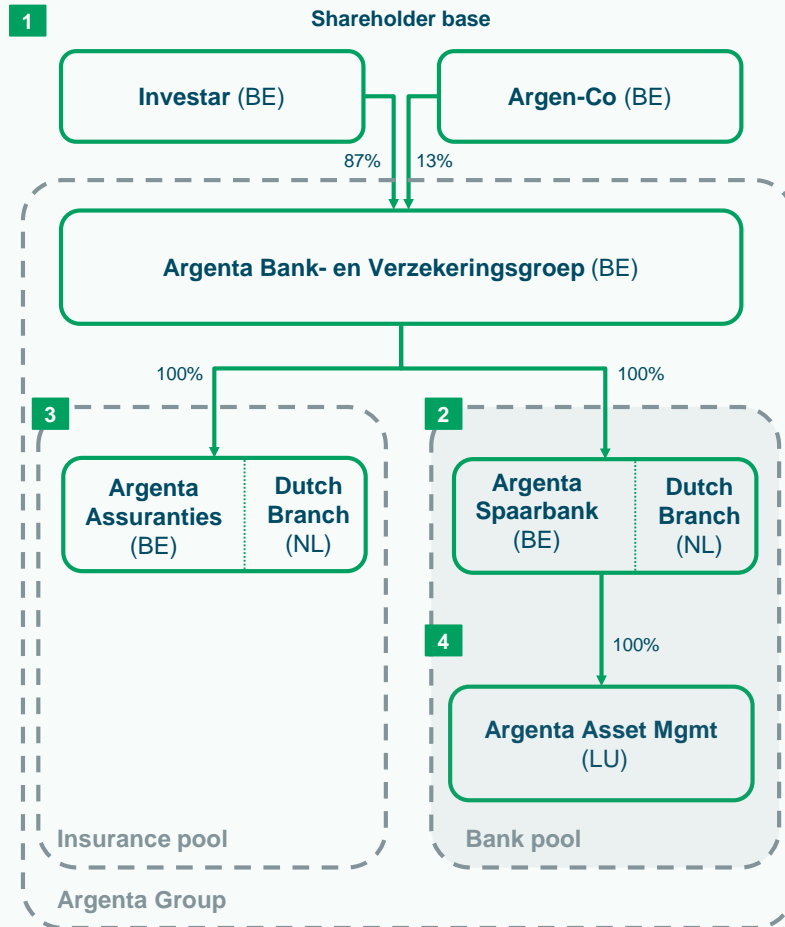 1
Shareholder base
Investar (BE)
Argen-Co (BE)
87%
13%
Argenta Bank- en Verzekeringsgroep (BE)
100%
100%
3
2
Argenta
Assuranties
(BE)
Dutch
Branch
(NL)
Argenta
Spaarbank
(BE)
Dutch
Branch
(NL)
4
100%
Argenta Asset Mgmt
(LU)
Insurance pool
Bank pool
Argenta Group